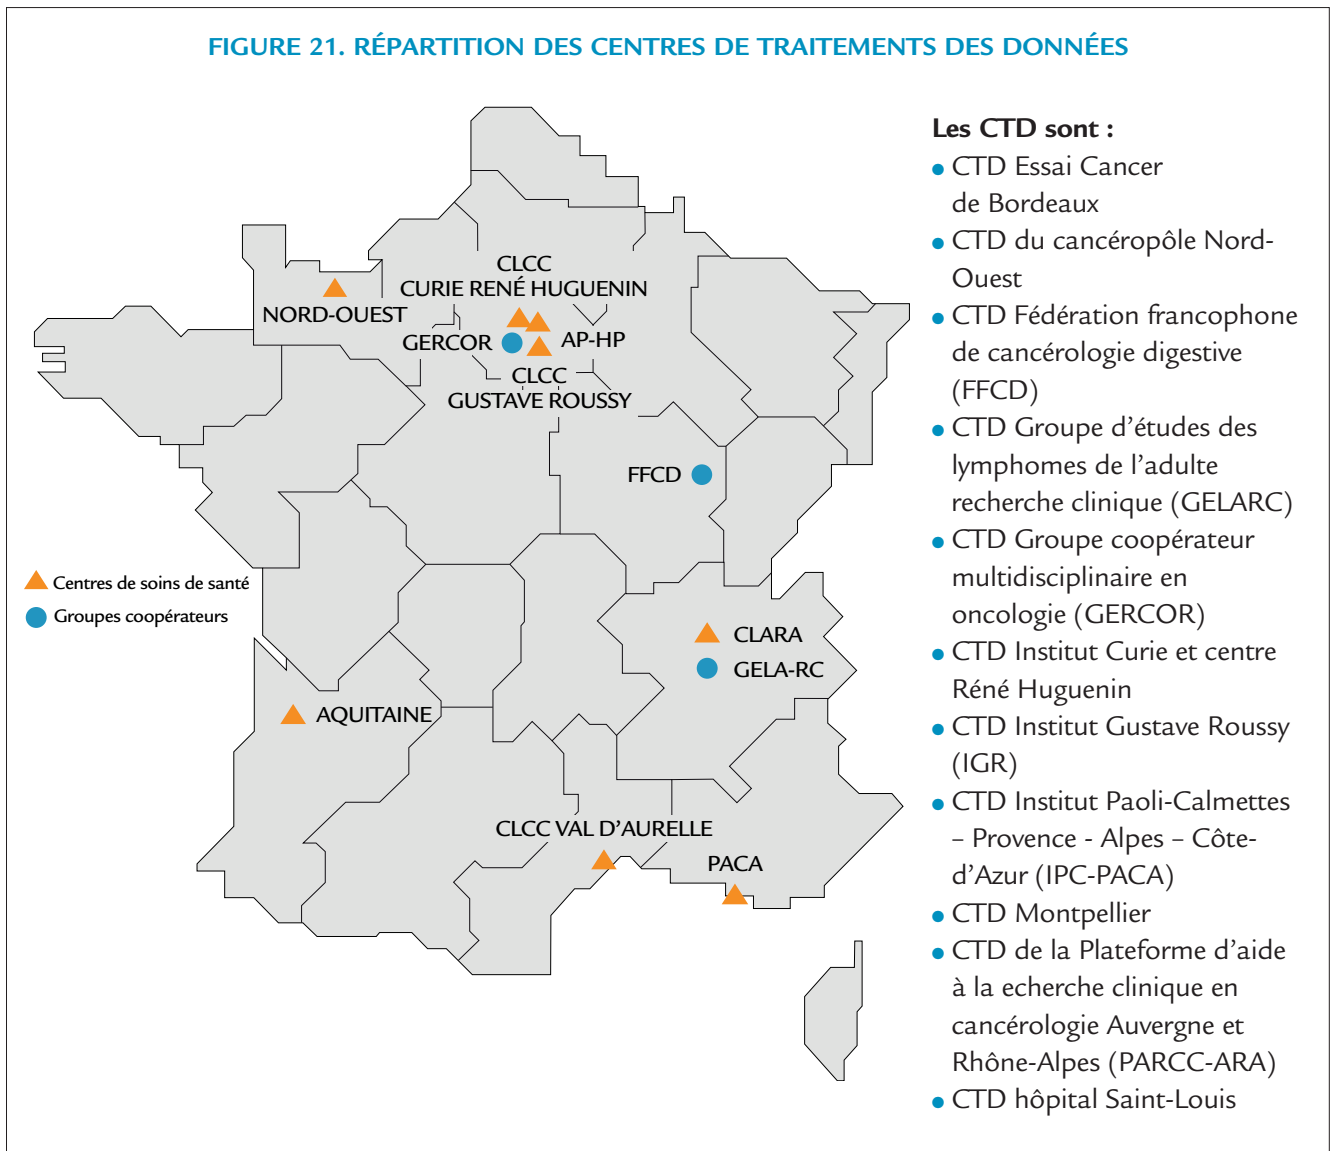 FIGURE 21. RÉPARTITION DES CENTRES DE TRAITEMENTS DES DONNÉES
CLCC
CURIE RENÉ HUGUENIN
NORD-OUEST
GERCOR
AP-HP
CLCC
GUSTAVE ROUSSY
FFCD
Centres de soins de santé
Groupes coopérateurs
CLARA
GELA-RC
AQUITAINE
CLCC VAL D’AURELLE
PACA
Les CTD sont :
• CTD Essai Cancer
de Bordeaux
• CTD du cancéropôle Nord-
Ouest
• CTD Fédération francophone
de cancérologie digestive
(FFCD)
• CTD Groupe d’études des
lymphomes de l’adulte
recherche clinique (GELARC)
• CTD Groupe coopérateur
multidisciplinaire en
oncologie (GERCOR)
• CTD Institut Curie et centre
Réné Huguenin
• CTD Institut Gustave Roussy
(IGR)
• CTD Institut Paoli-Calmettes
– Provence - Alpes – Côte-
d’Azur (IPC-PACA)
• CTD Montpellier
• CTD de la Plateforme d’aide
à la echerche clinique en
cancérologie Auvergne et
Rhône-Alpes (PARCC-ARA)
• CTD hôpital Saint-Louis